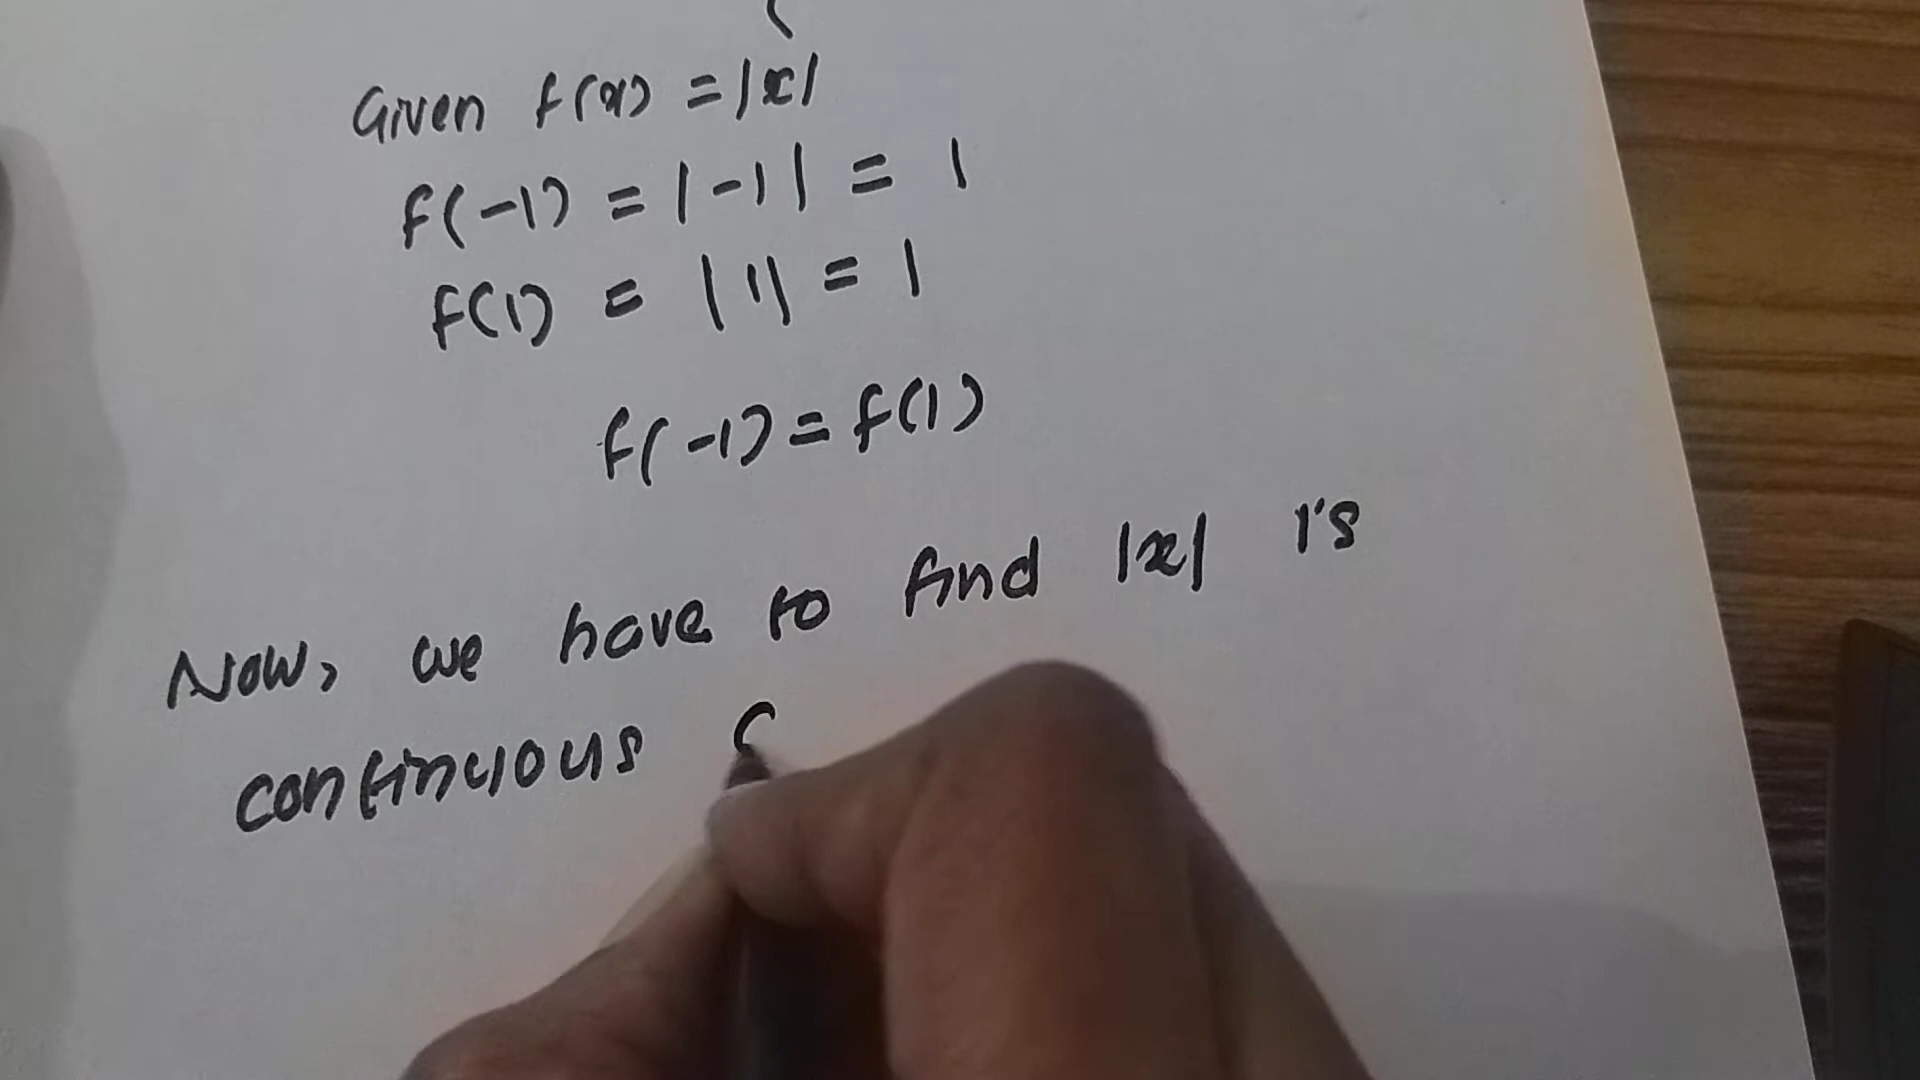 Given f(x) = |x|
f(-1) = |-1| = 1
f(1) = |1| = 1
f(-1) = f(1)
Now, we have to find |x| is
continuous